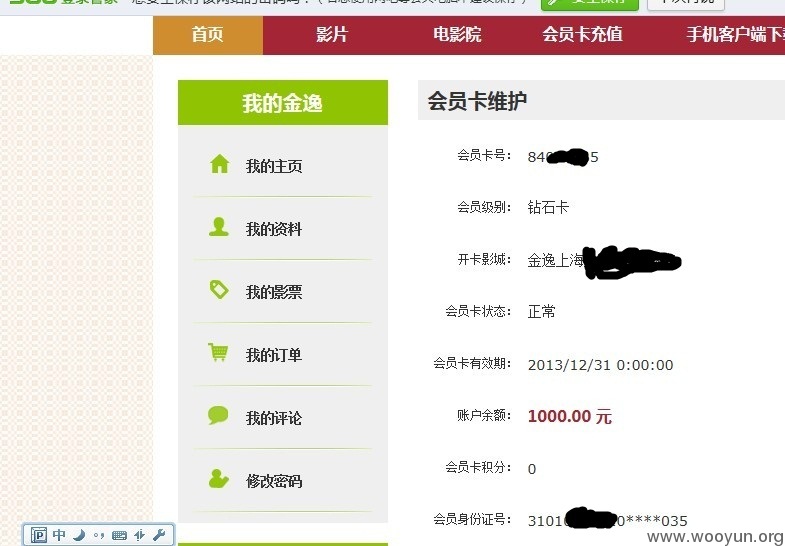 首页 影片 电影院 会员卡充值 手机客户端下
我的金逸
我的主页
我的资料
我的影票
我的订单
我的评论
修改密码
会员卡维护
会员卡号： 840 5
会员级别： 钻石卡
开卡影城： 金逸上海
会员卡状态： 正常
会员卡有效期： 2013/12/31 0:00:00
账户余额： 1000.00 元
会员卡积分： 0
会员身份证号： 3101 0****035
中
www.wooyun.org